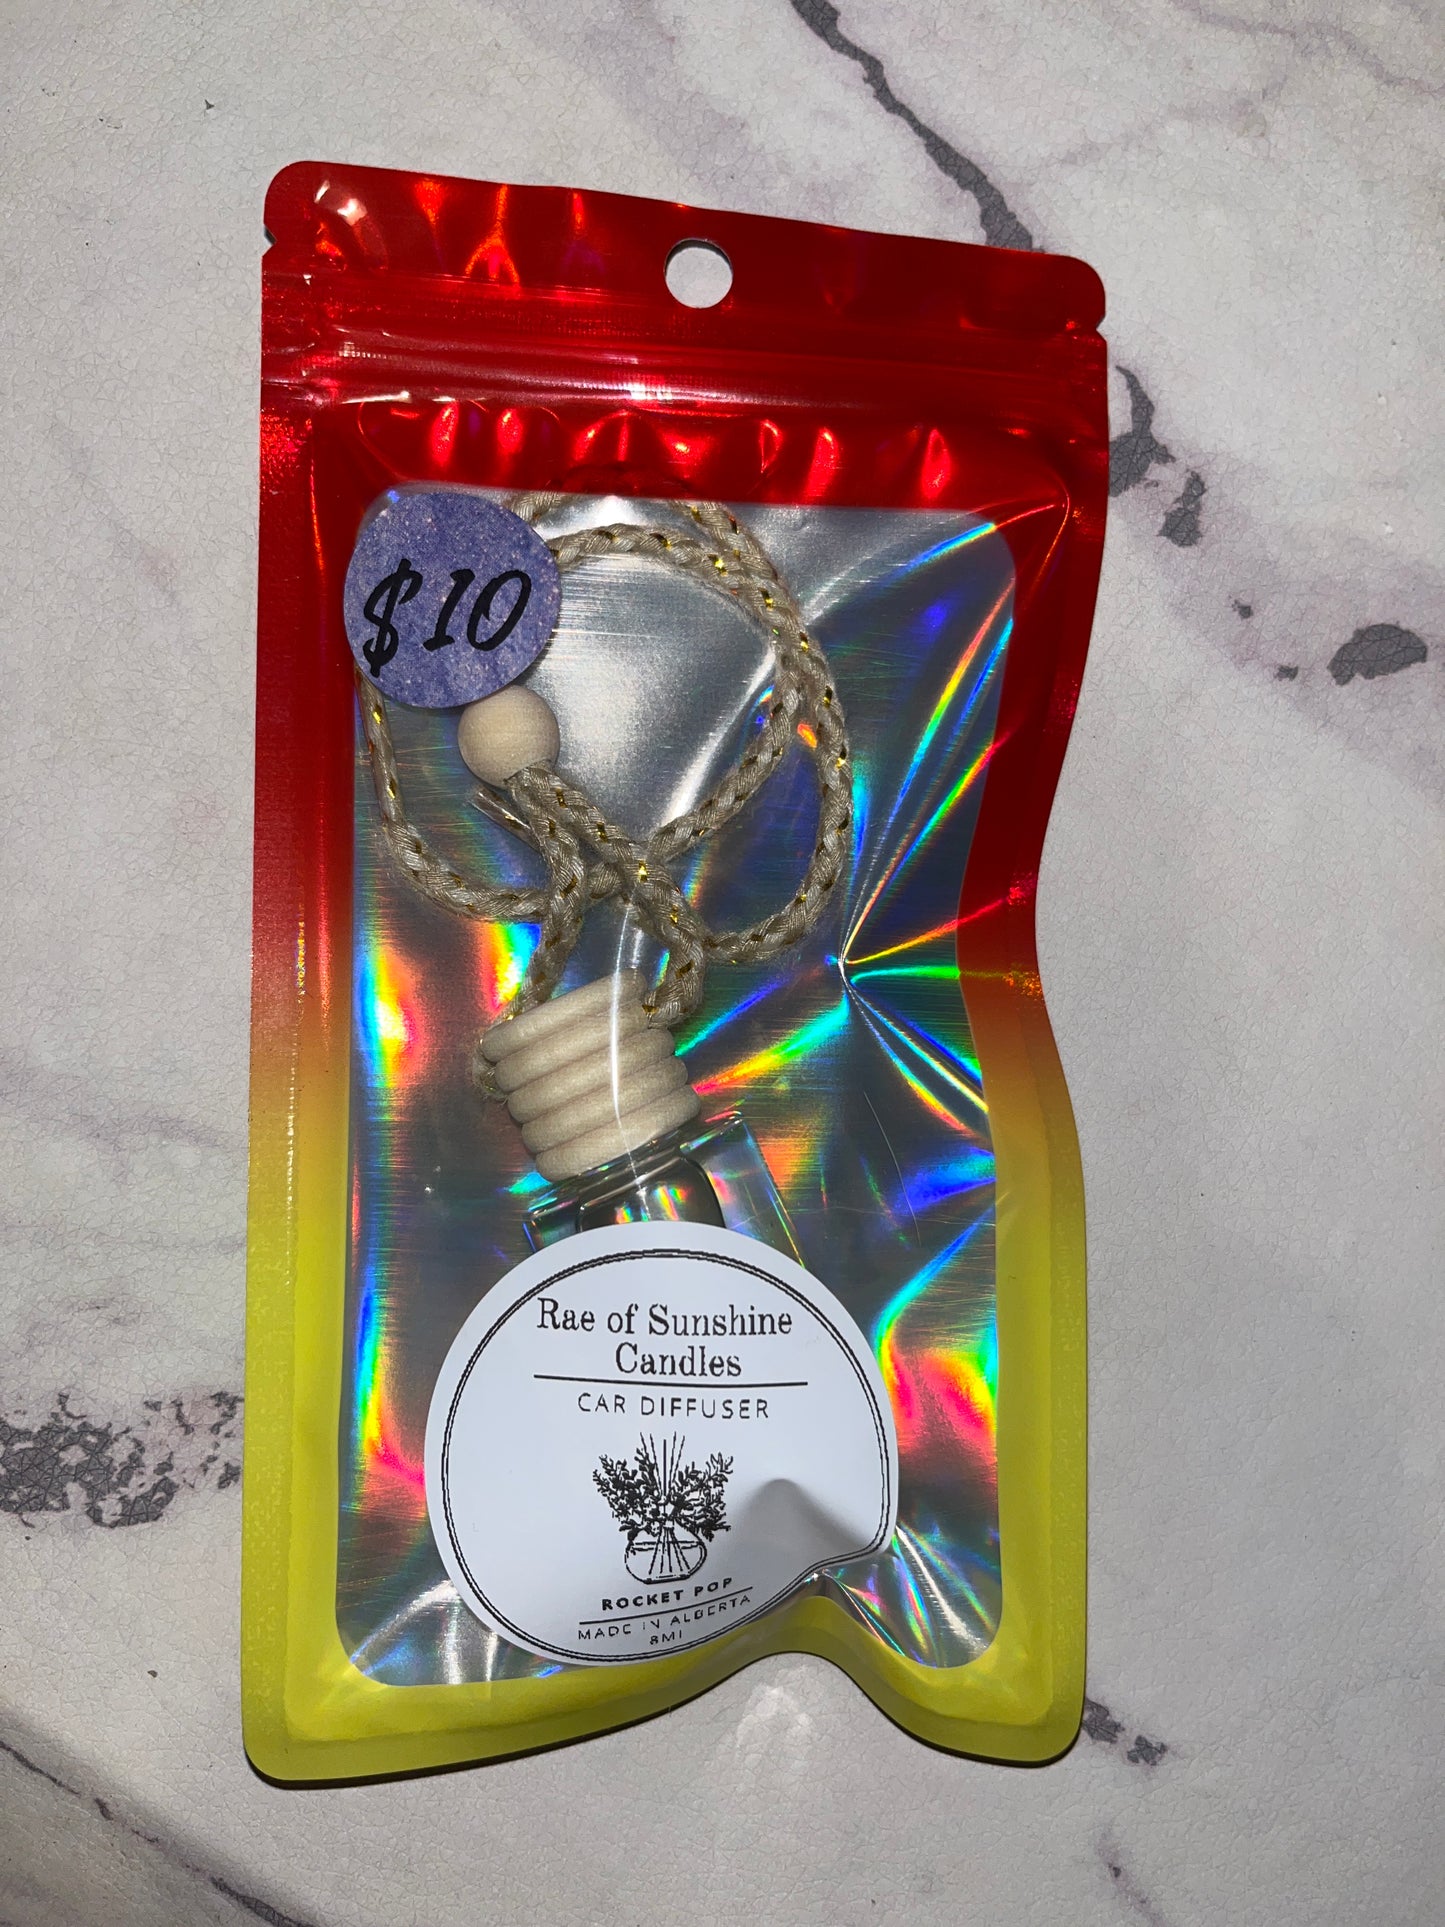 $10
Rae of Sunshine
Candles
CAR DIFFUSER
ROCKET POP
MADE IN ALBERTA
8Ml